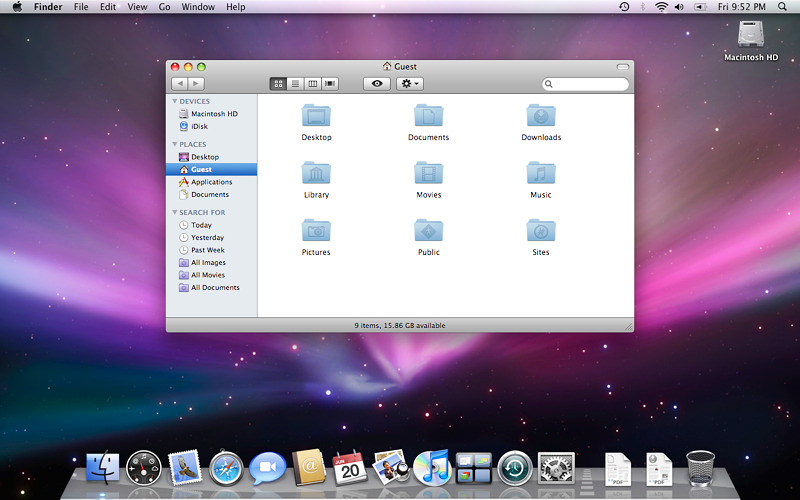 Finder File Edit View Go Window Help Fri 9:52 PM
Macintosh HD
Guest
DEVICES
Macintosh HD
iDisk
PLACES
Desktop
Guest
Applications
Documents
SEARCH FOR
Today
Yesterday
Past Week
All Images
All Movies
All Documents
Desktop Documents Downloads
Library Movies Music
Pictures Public Sites
9 items, 15.86 GB available
JUN
20
PDF PDF